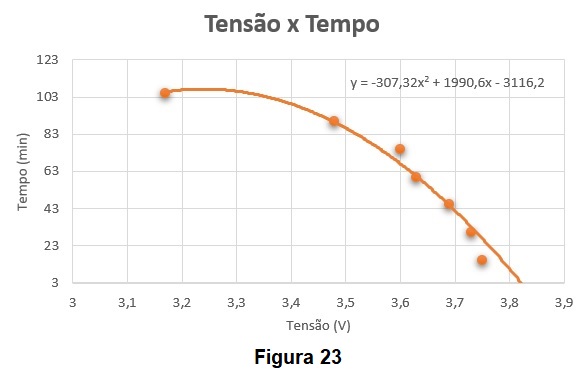 Tensão x Tempo
y = -307,32x² + 1990,6x - 3116,2
Tempo (min)
123
103
83
63
43
23
3
3 3,1 3,2 3,3 3,4 3,5 3,6 3,7 3,8 3,9
Tensão (V)
Figura 23